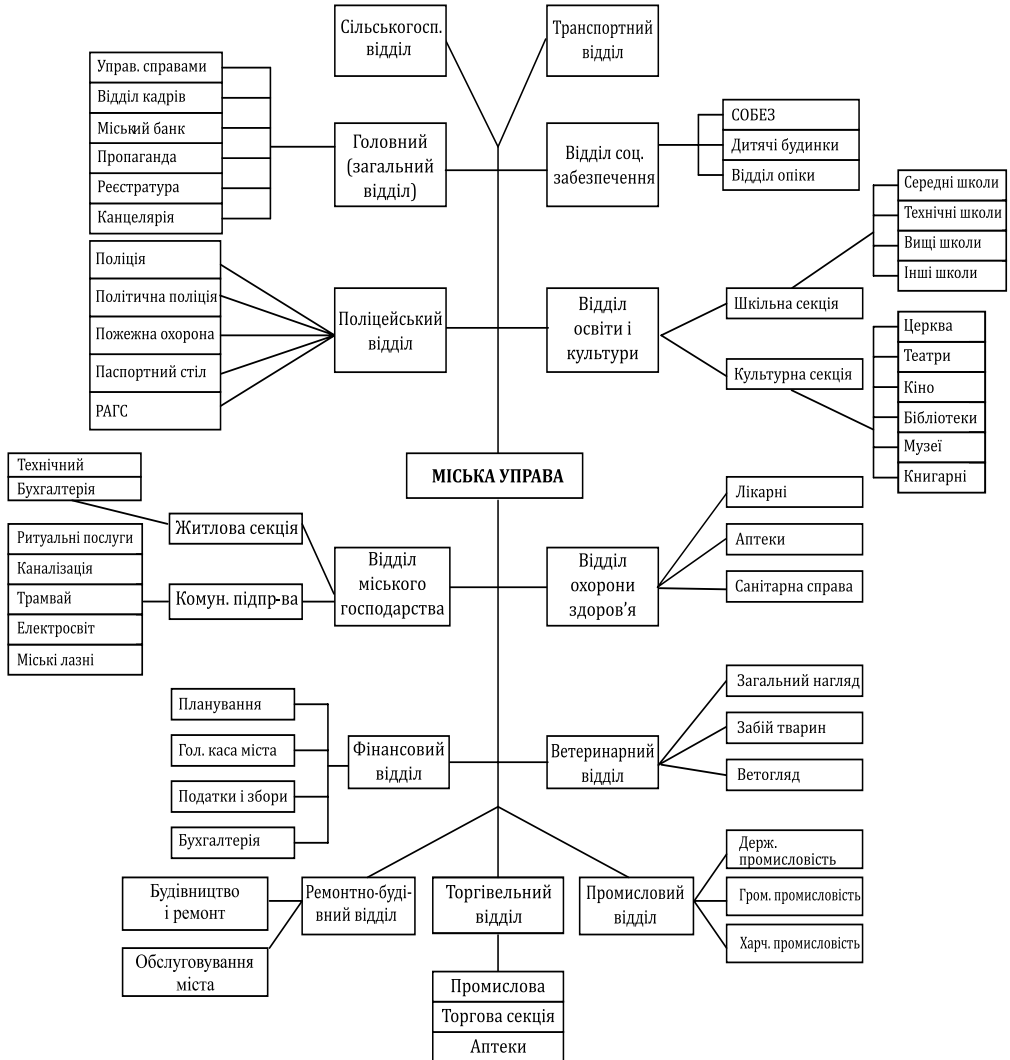 Сільськогосп.
відділ
Транспортний
відділ
Управ. справами
Відділ кадрів
Міський банк
Пропаганда
Реєстратура
Канцелярія
Головний
(загальний
відділ)
Відділ соц.
забезпечення
СОБЕЗ
Дитячі будинки
Відділ опіки
Середні школи
Технічні школи
Вищі школи
Інші школи
Поліція
Політична поліція
Пожежна охорона
Паспортний стіл
РАГС
Поліцейський
відділ
Відділ
освіти і
культури
Шкільна секція
Культурна секція
Церква
Театри
Кіно
Бібліотеки
Музеї
Книгарні
МІСЬКА УПРАВА
Технічний
Бухгалтерія
Житлова секція
Ритуальні послуги
Каналізація
Трамвай
Електросвіт
Міські лазні
Комун. підпр-ва
Відділ
міського
господарства
Відділ
охорони
здоров’я
Лікарні
Аптеки
Санітарна справа
Планування
Гол. каса міста
Податки і збори
Бухгалтерія
Фінансовий
відділ
Ветеринарний
відділ
Загальний нагляд
Забій тварин
Ветогляд
Будівництво
і ремонт
Обслуговування
міста
Ремонтно-буді-
вний відділ
Торгівельний
відділ
Промисловий
відділ
Держ.
промисловість
Гром. промисловість
Харч. промисловість
Промислова
Торгова секція
Аптеки